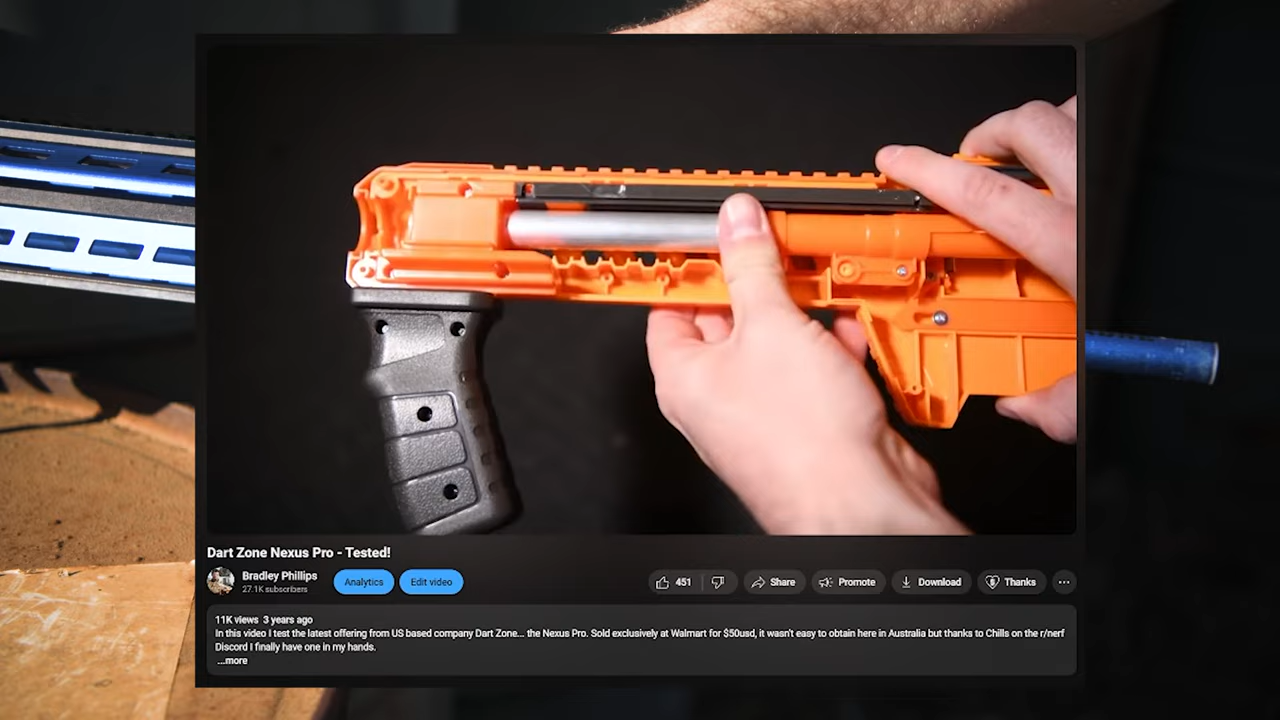 Dart Zone Nexus Pro - Tested!
Bradley Phillips
27.1K subscribers
Analytics
Edit video
451
Share
Promote
Download
Thanks
11K views 3 years ago
In this video I test the latest offering from US based company Dart Zone... the Nexus Pro. Sold exclusively at Walmart for $50usd, it wasn't easy to obtain here in Australia but thanks to Chills on the r/nerf
Discord I finally have one in my hands.
...more